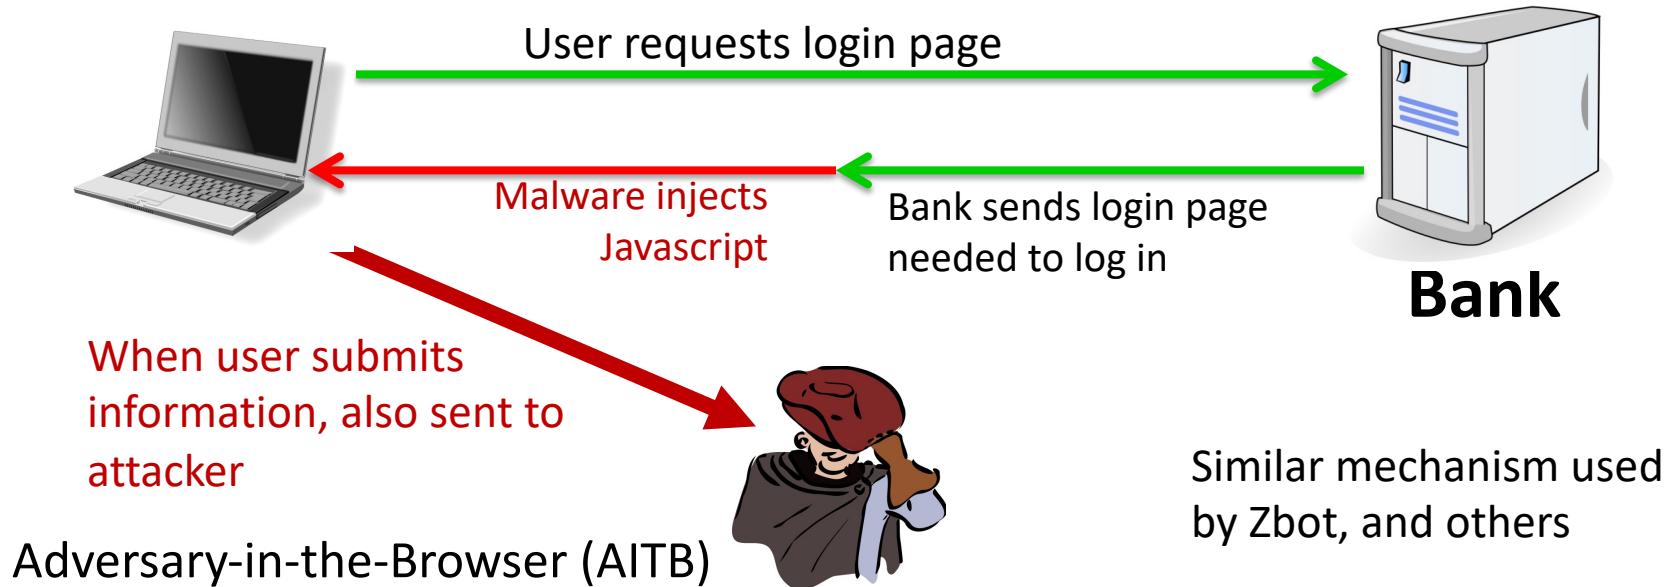 User requests login page
Malware injects
Javascript
Bank sends login page
needed to log in
Bank
When user submits
information, also sent to
attacker
Similar mechanism used
by Zbot, and others
Adversary-in-the-Browser (AITB)